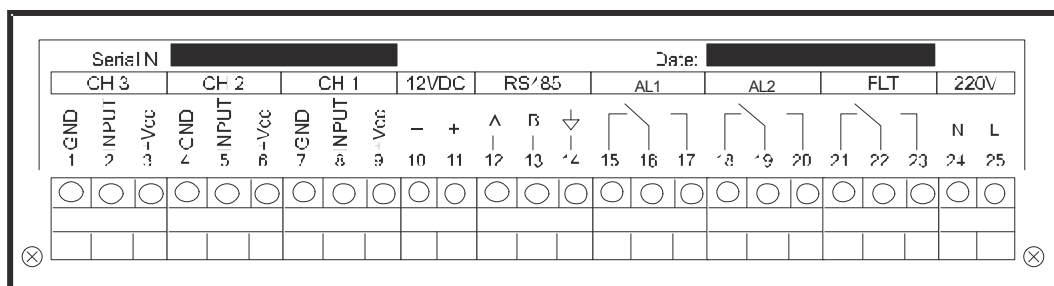 Serial N Date:
CH 3 CH 2 CH 1 12VDC RS485 AL1 AL2 FLT 220V
GND INPUT +Vcc GND INPUT +Vcc GND INPUT +Vcc - + A B N L
1 2 3 4 5 6 7 8 9 10 11 12 13 14 15 16 17 18 19 20 21 22 23 24 25